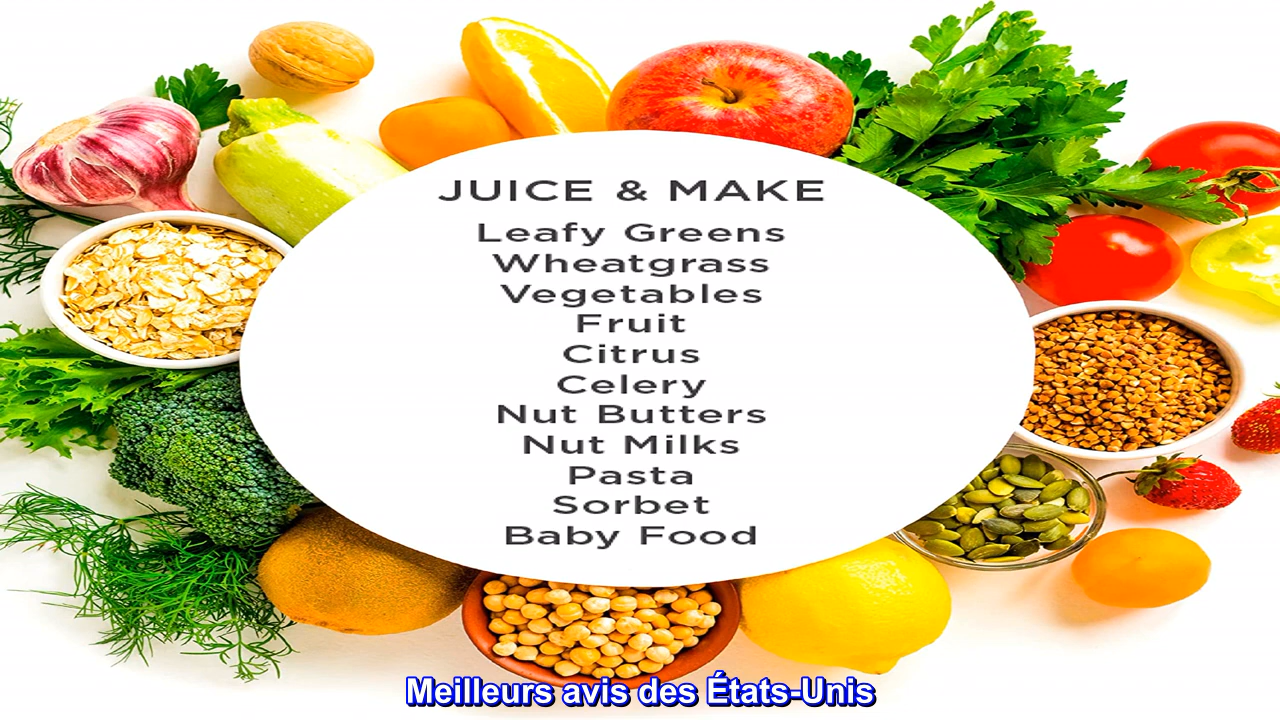 JUICE & MAKE
Leafy Greens
Wheatgrass
Vegetables
Fruit
Citrus
Celery
Nut Butters
Nut Milks
Pasta
Sorbet
Baby Food
Meilleurs avis des États-Unis